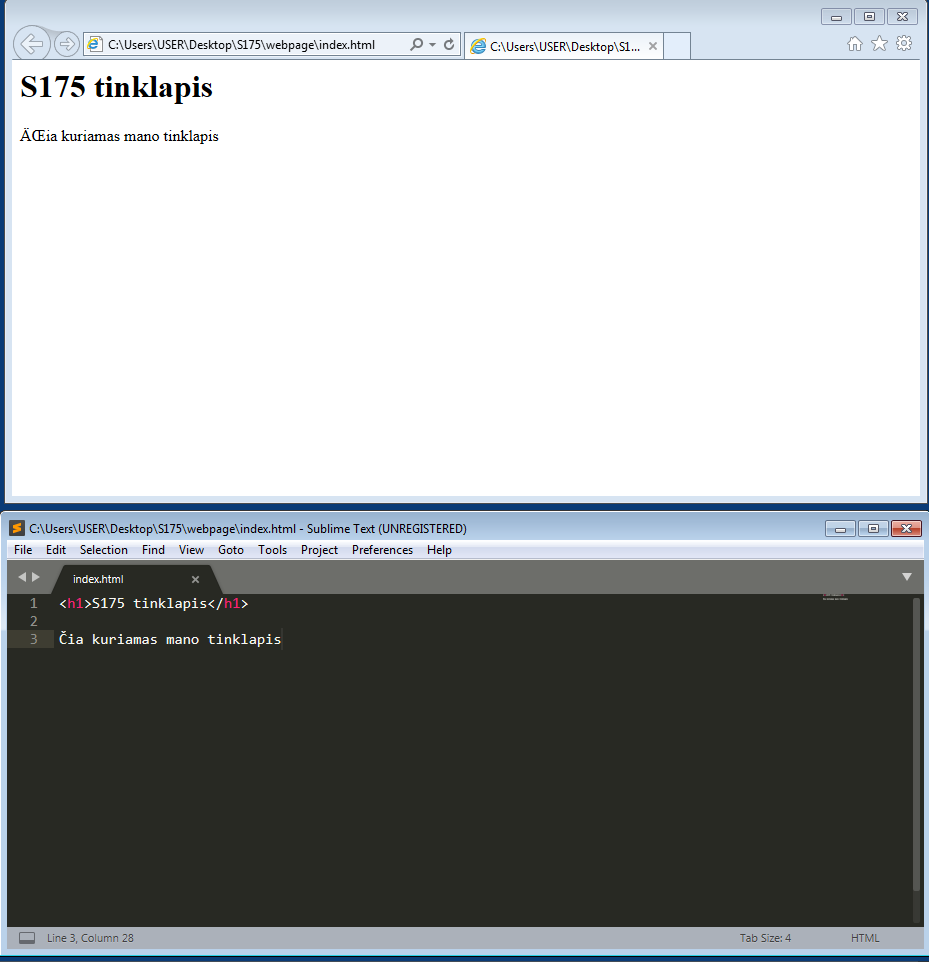 C:\Users\USER\Desktop\S175\webpage\index.html
C:\Users\USER\Desktop\S1...
S175 tinklapis
ÄŒia kuriamas mano tinklapis
C:\Users\USER\Desktop\S175\webpage\index.html - Sublime Text (UNREGISTERED)
File Edit Selection Find View Goto Tools Project Preferences Help
index.html
1 <h1>S175 tinklapis</h1>
2
3 Čia kuriamas mano tinklapis
Line 3, Column 28 Tab Size: 4 HTML